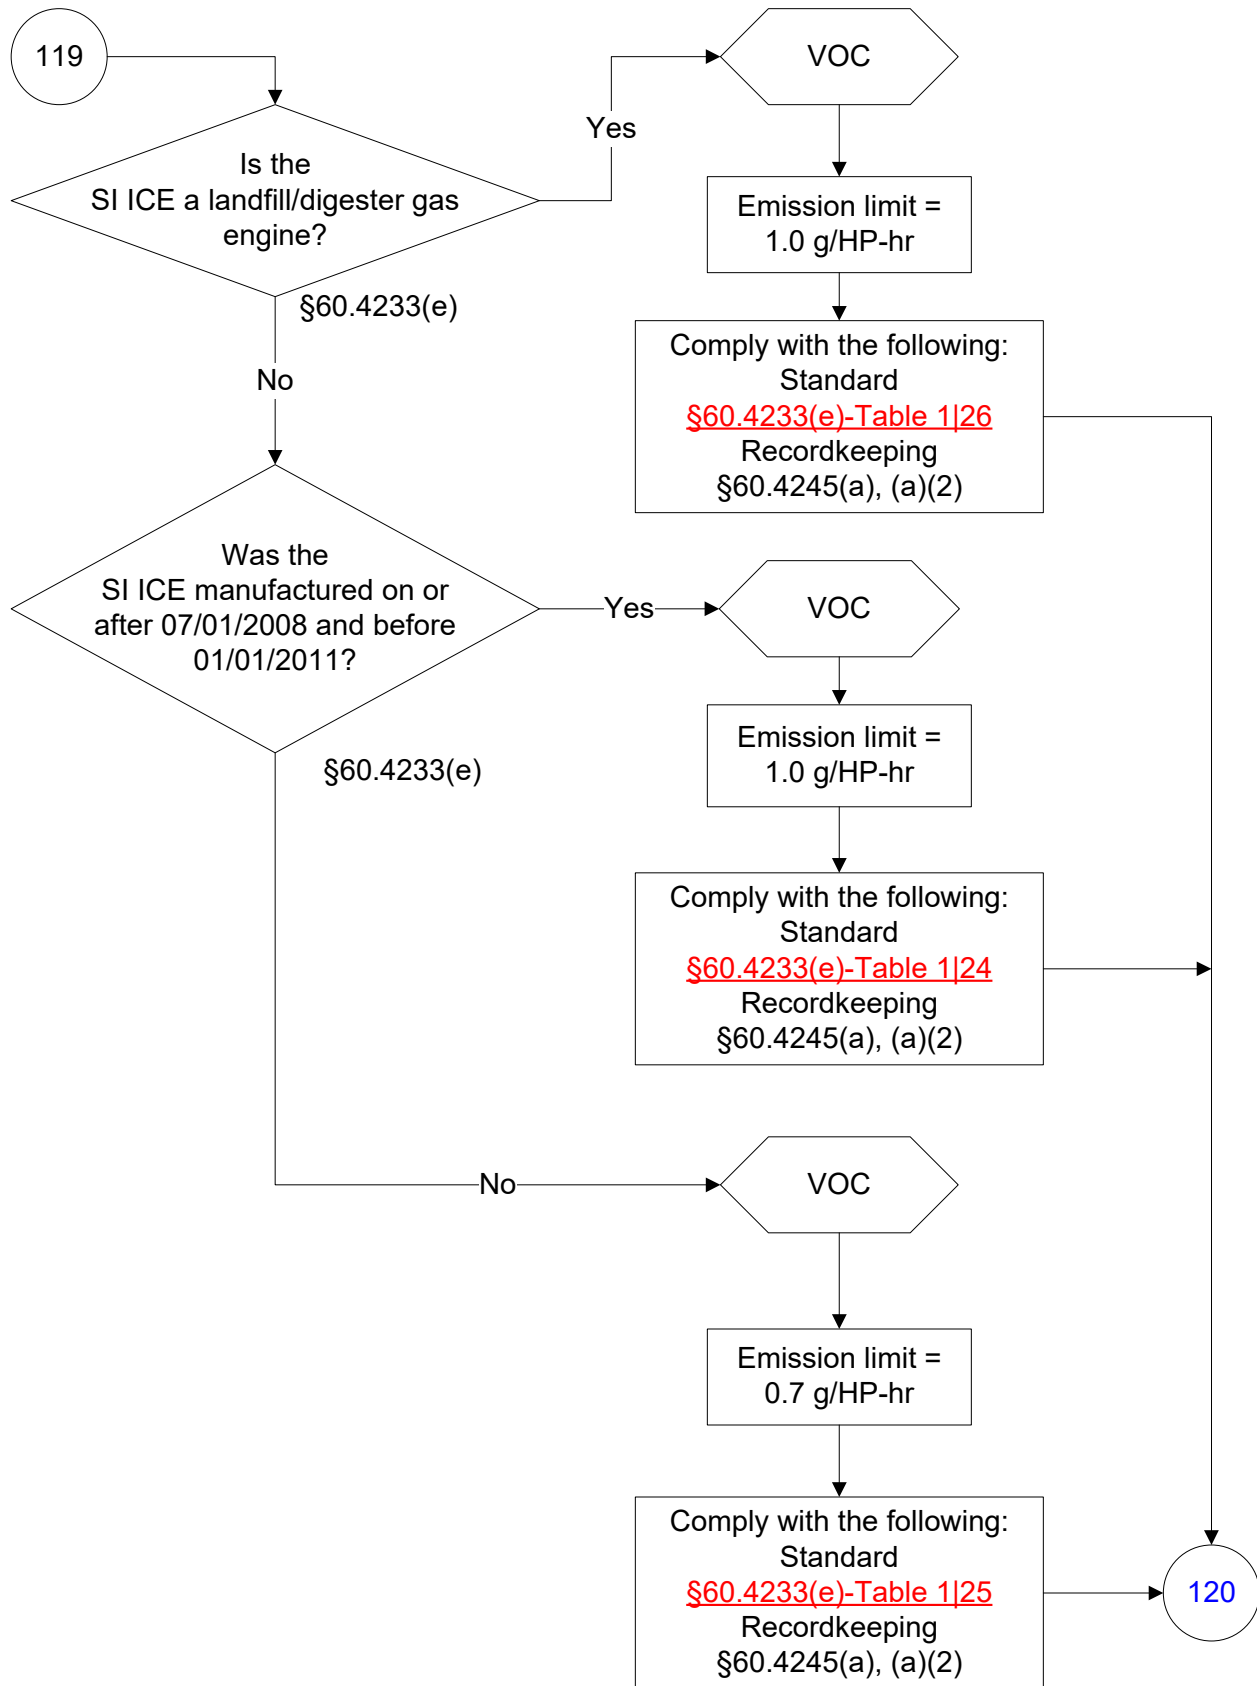 119
VOC
Yes
Is the
SI ICE a landfill/digester gas
engine?
Emission limit =
1.0 g/HP-hr
§60.4233(e)
Comply with the following:
Standard
§60.4233(e)-Table 1|26
Recordkeeping
§60.4245(a), (a)(2)
No
Was the
SI ICE manufactured on or
after 07/01/2008 and before
01/01/2011?
Yes
VOC
§60.4233(e)
Emission limit =
1.0 g/HP-hr
Comply with the following:
Standard
§60.4233(e)-Table 1|24
Recordkeeping
§60.4245(a), (a)(2)
No
VOC
Emission limit =
0.7 g/HP-hr
Comply with the following:
Standard
§60.4233(e)-Table 1|25
Recordkeeping
§60.4245(a), (a)(2)
120